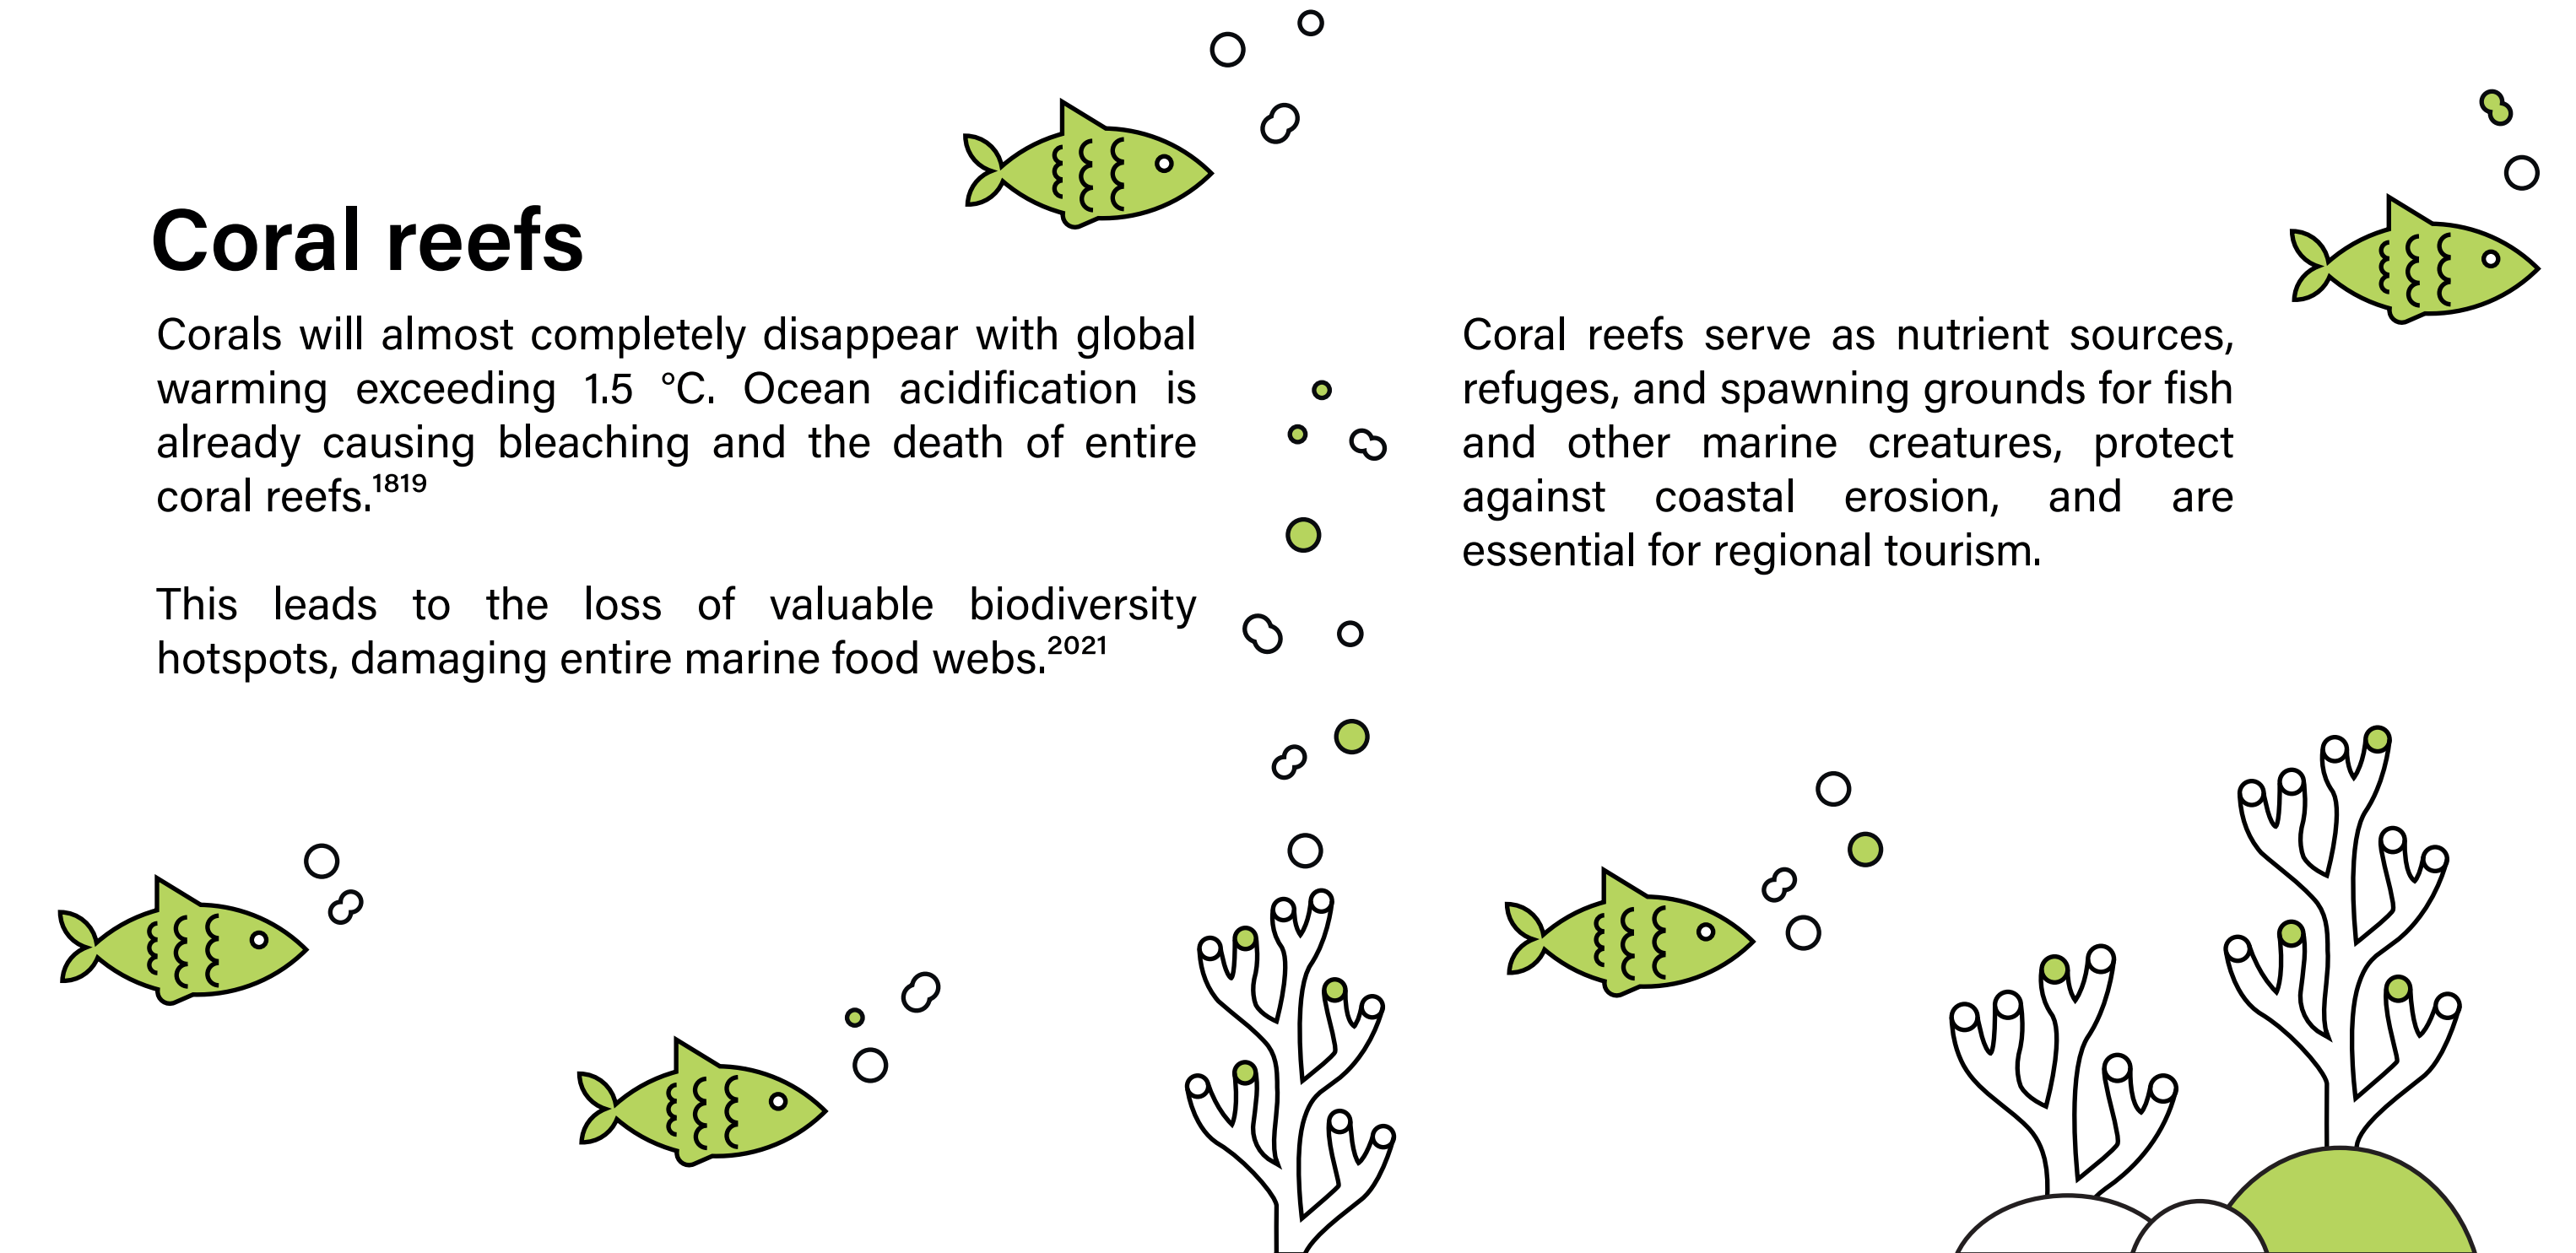 Coral reefs
Corals will almost completely disappear with global
warming exceeding 1.5 °C. Ocean acidification is
already causing bleaching and the death of entire
coral reefs.¹⁸¹⁹
This leads to the loss of valuable biodiversity
hotspots, damaging entire marine food webs.²⁰²¹
Coral reefs serve as nutrient sources,
refuges, and spawning grounds for fish
and other marine creatures, protect
against coastal erosion, and are
essential for regional tourism.